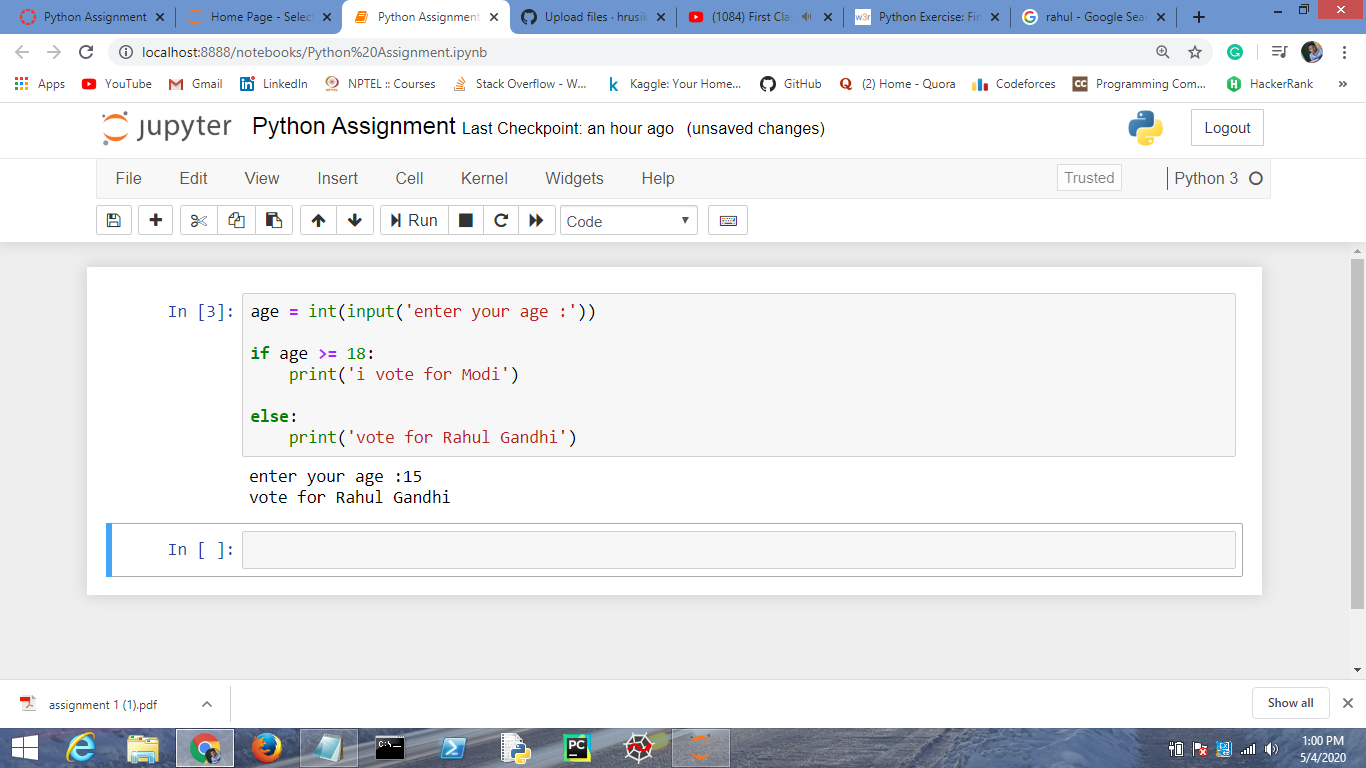 Python Assignment
Home Page - Selec
Python Assignment
Upload files · hrusik
(1084) First Cla
Python Exercise: Fin
rahul - Google Sea
localhost:8888/notebooks/Python%20Assignment.ipynb
Apps
YouTube
Gmail
LinkedIn
NPTEL :: Courses
Stack Overflow - W...
Kaggle: Your Home...
GitHub
(2) Home - Quora
Codeforces
Programming Com...
HackerRank
»
jupyter
Python Assignment Last Checkpoint: an hour ago (unsaved changes)
Logout
File
Edit
View
Insert
Cell
Kernel
Widgets
Help
Trusted
Python 3
Run
Code
In [3]:
age = int(input('enter your age :'))
if age >= 18:
    print('i vote for Modi')
else:
    print('vote for Rahul Gandhi')
enter your age :15
vote for Rahul Gandhi
In [ ]:
assignment 1 (1).pdf
Show all
1:00 PM
5/4/2020